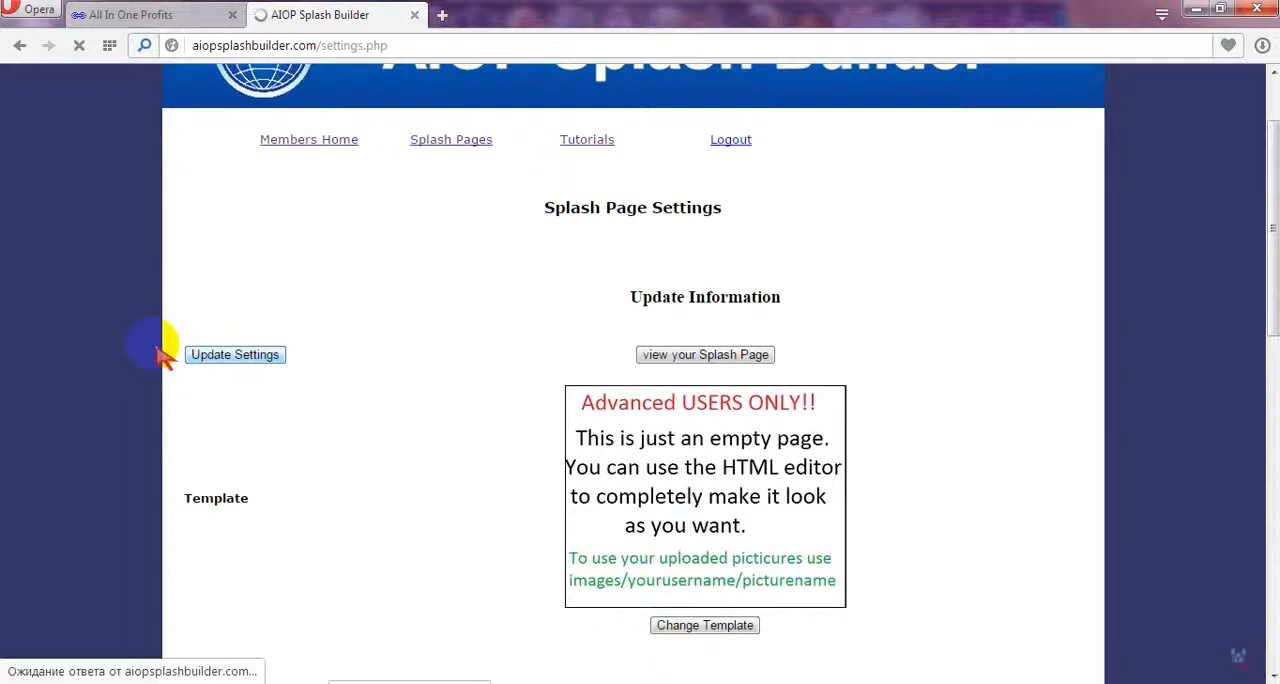 Opera
All In One Profits
AIOP Splash Builder
aiopsplashbuilder.com/settings.php
AIOP Splash Builder
Members Home
Splash Pages
Tutorials
Logout
Splash Page Settings
Update Information
Update Settings
view your Splash Page
Advanced USERS ONLY!!
This is just an empty page.
You can use the HTML editor
to completely make it look
as you want.
To use your uploaded picticures use
images/yourusername/picturename
Template
Change Template
Ожидание ответа от aiopsplashbuilder.com...